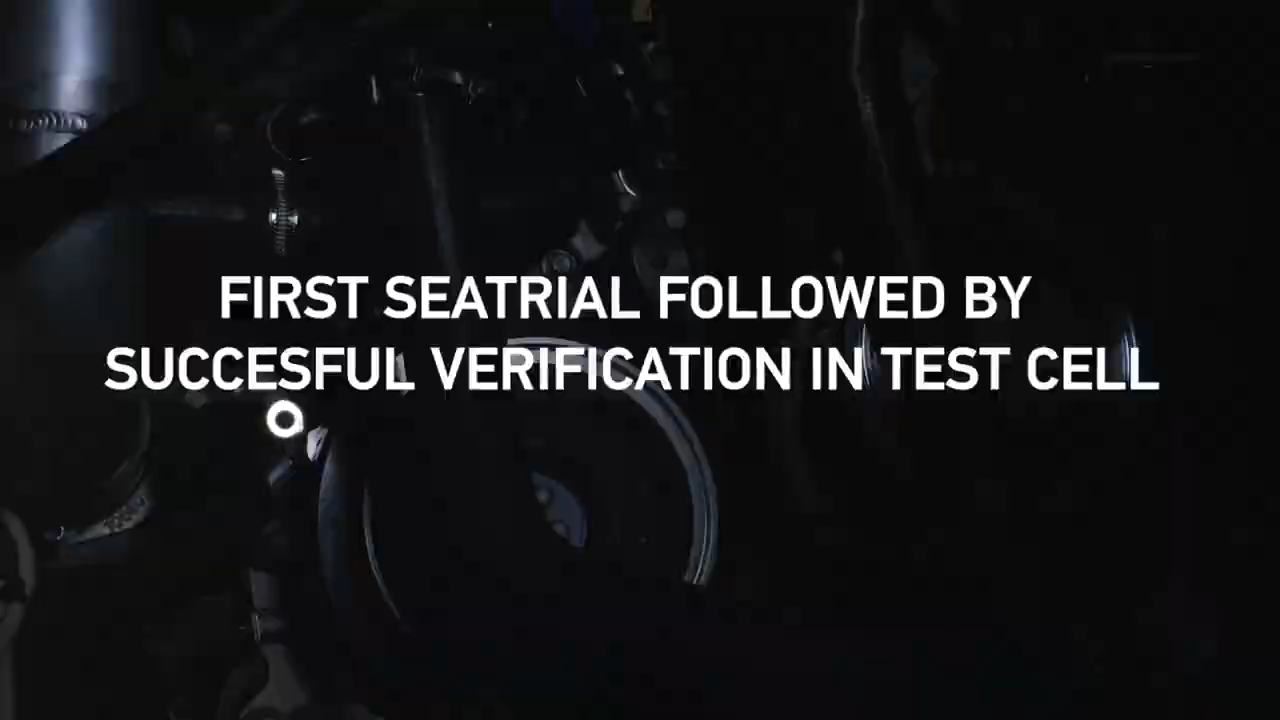 FIRST SEATRIAL FOLLOWED BY
SUCCESFUL VERIFICATION IN TEST CELL